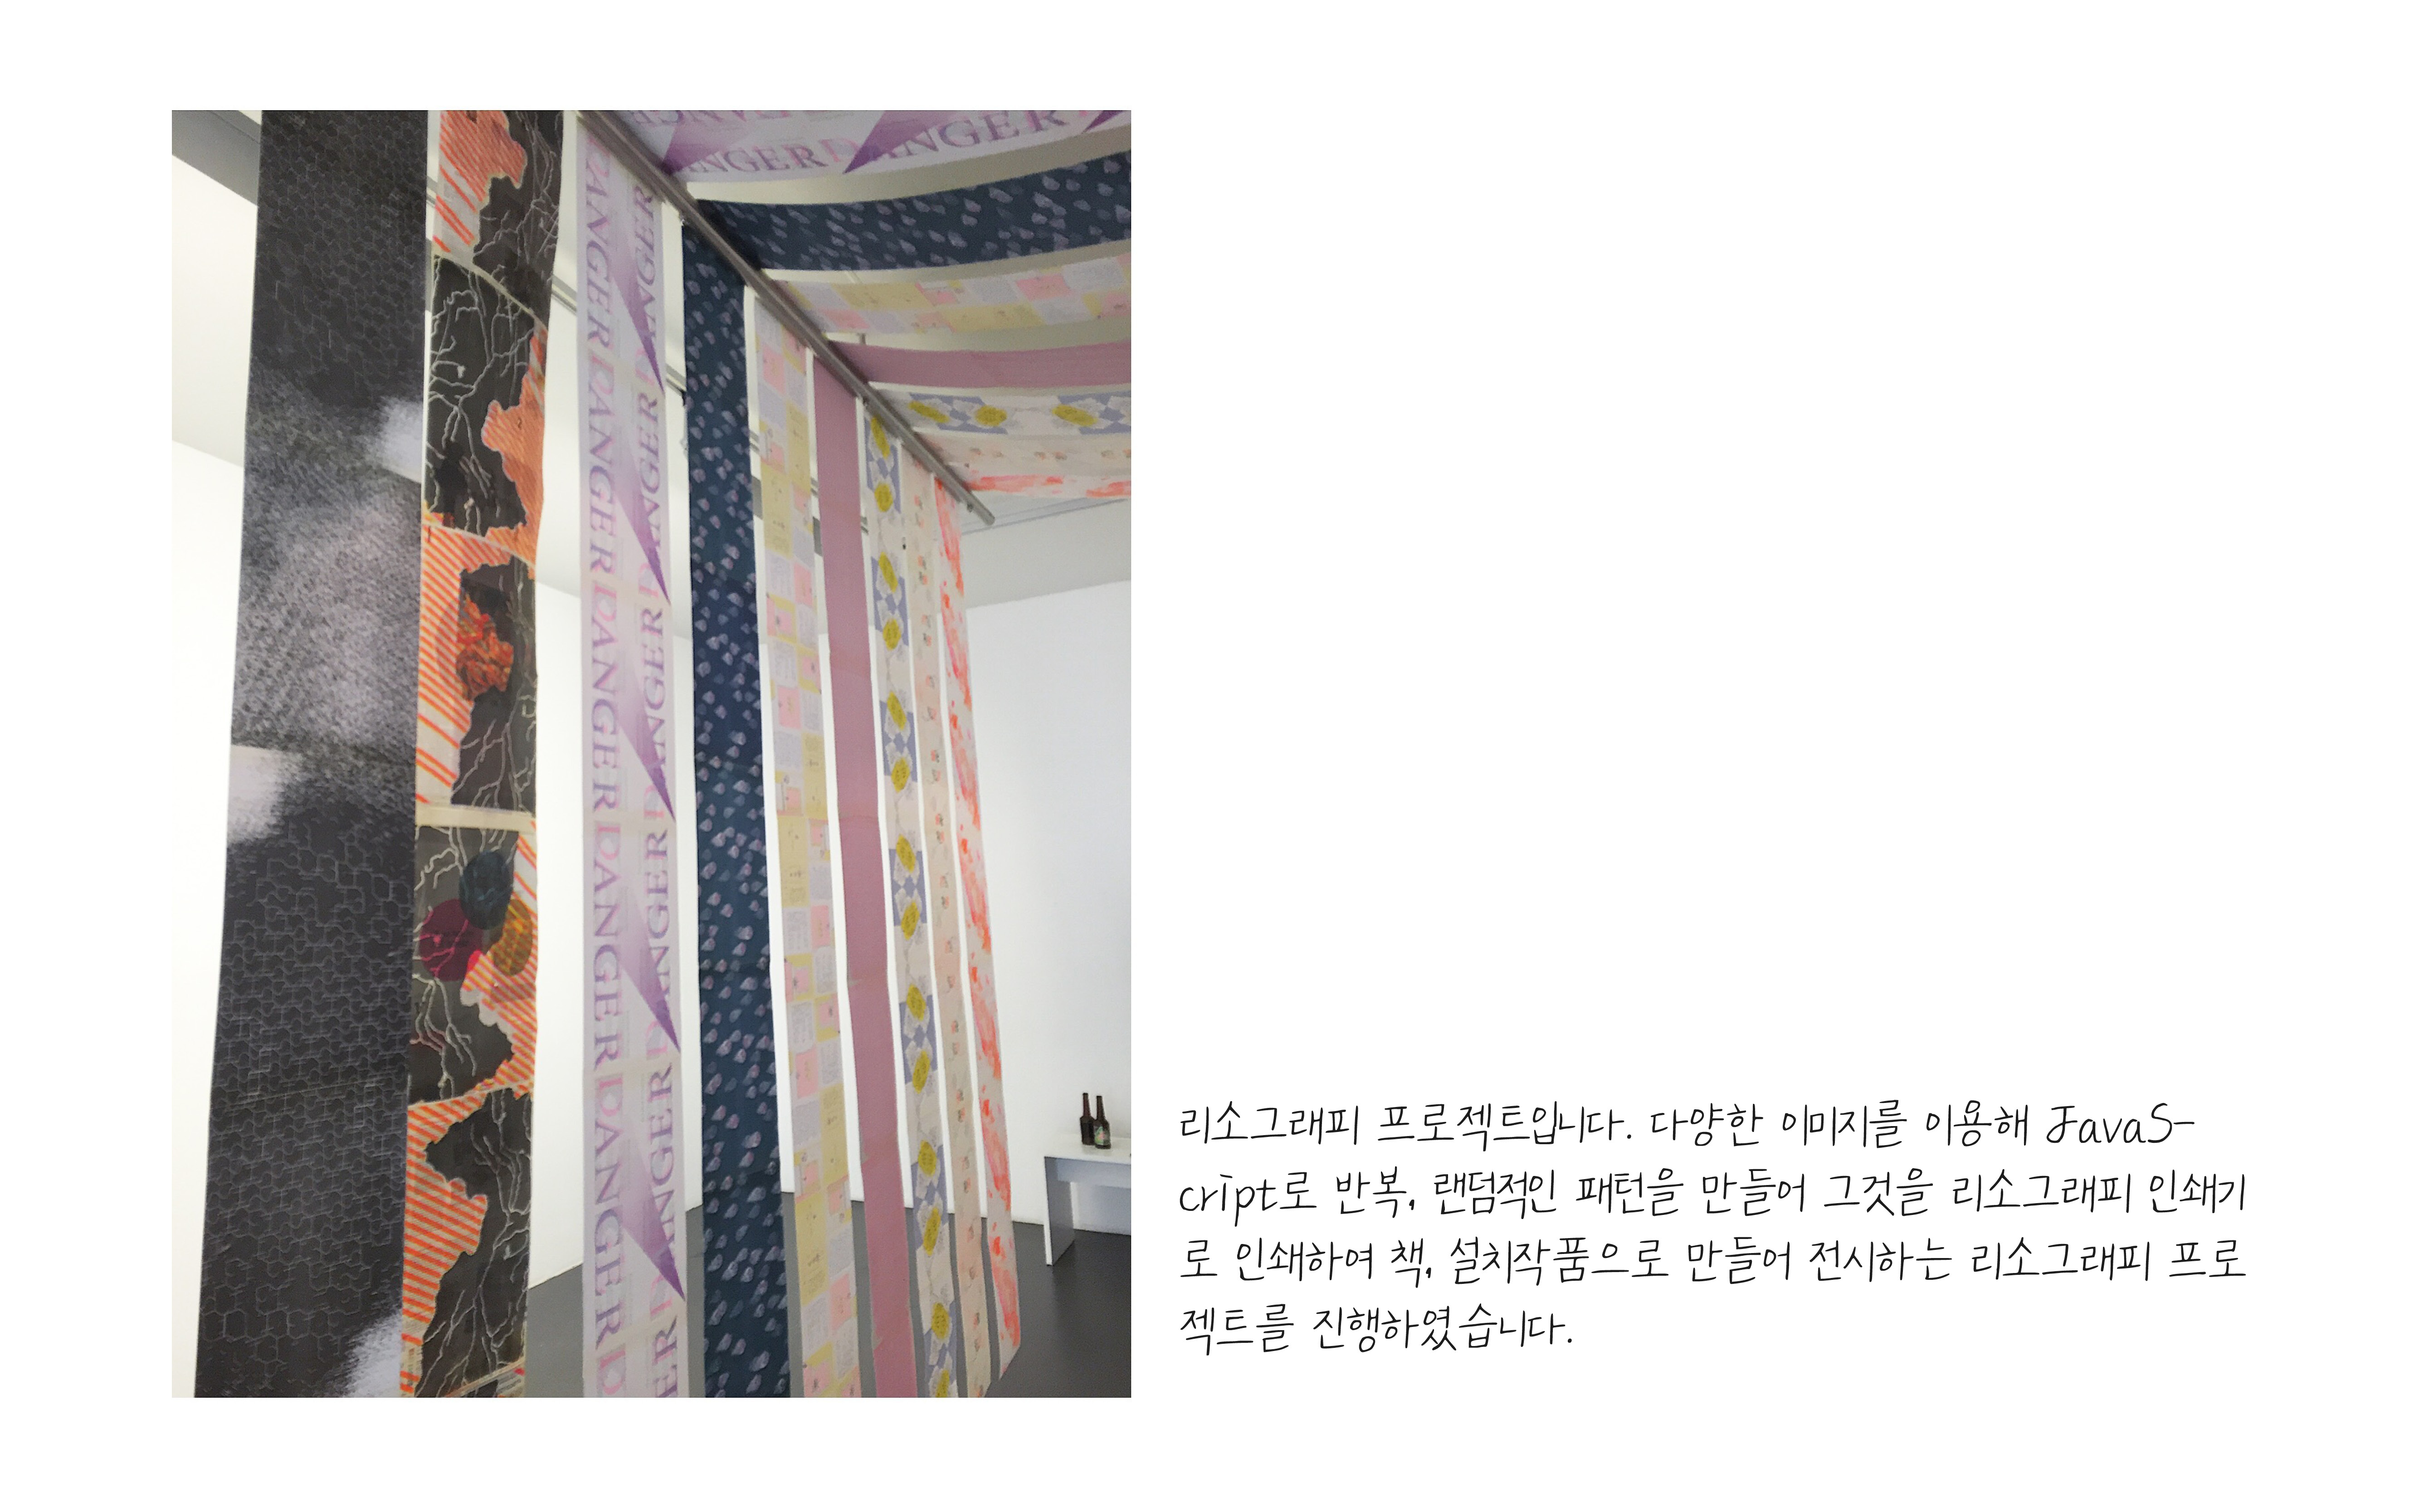 DANGER DANGER
DANGERDANGERDANGERDANGERDANGERD
DANGERDANGERDANGERDANGERDANGERDANGER
리소그래피 프로젝트입니다. 다양한 이미지를 이용해 JavaS-
cript로 반복, 랜덤적인 패턴을 만들어 그것을 리소그래피 인쇄기
로 인쇄하여 책, 설치작품으로 만들어 전시하는 리소그래피 프로
젝트를 진행하였습니다.